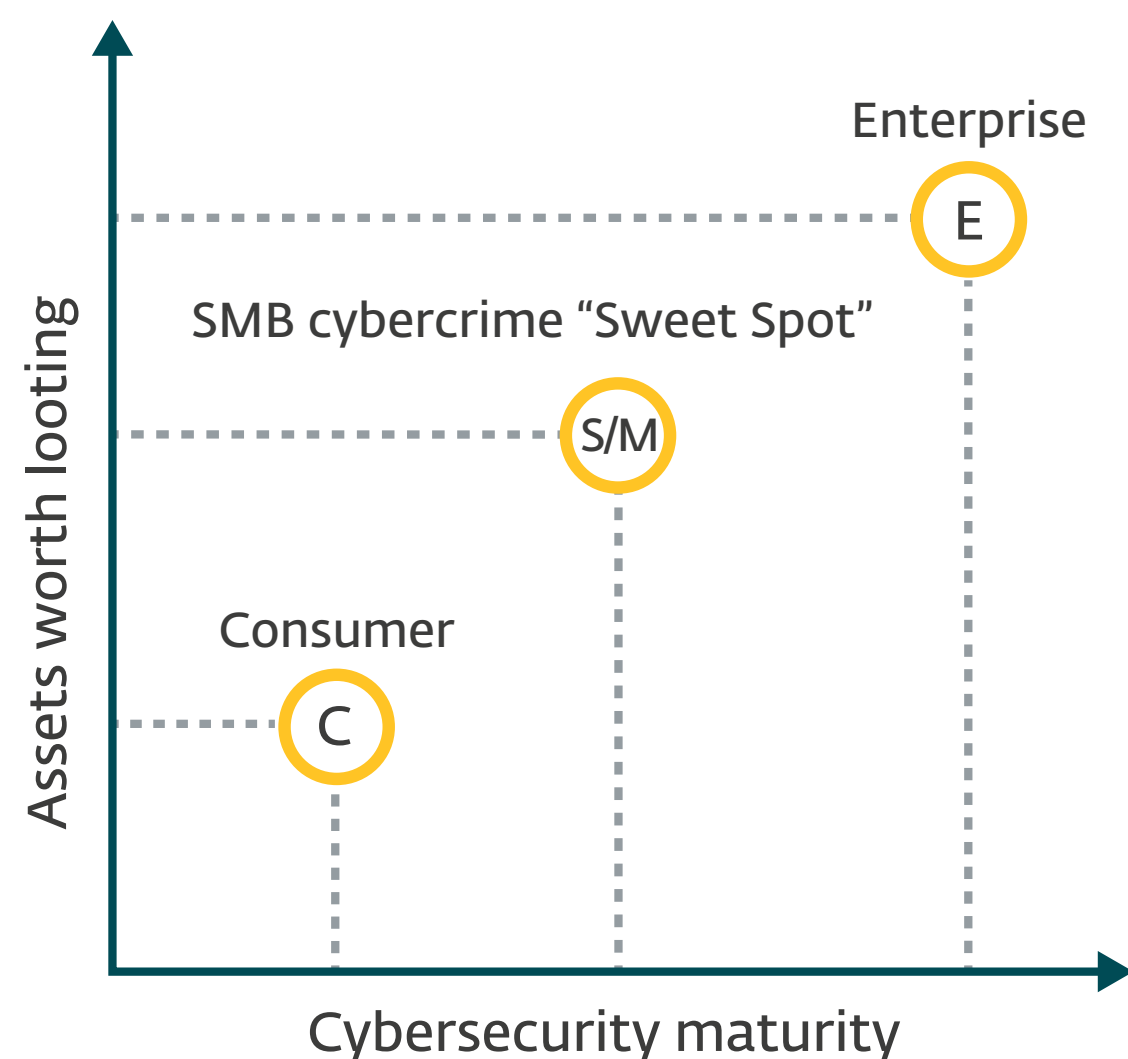 Enterprise
E
SMB cybercrime “Sweet Spot”
S/M
Consumer
C
Assets worth looting
Cybersecurity maturity